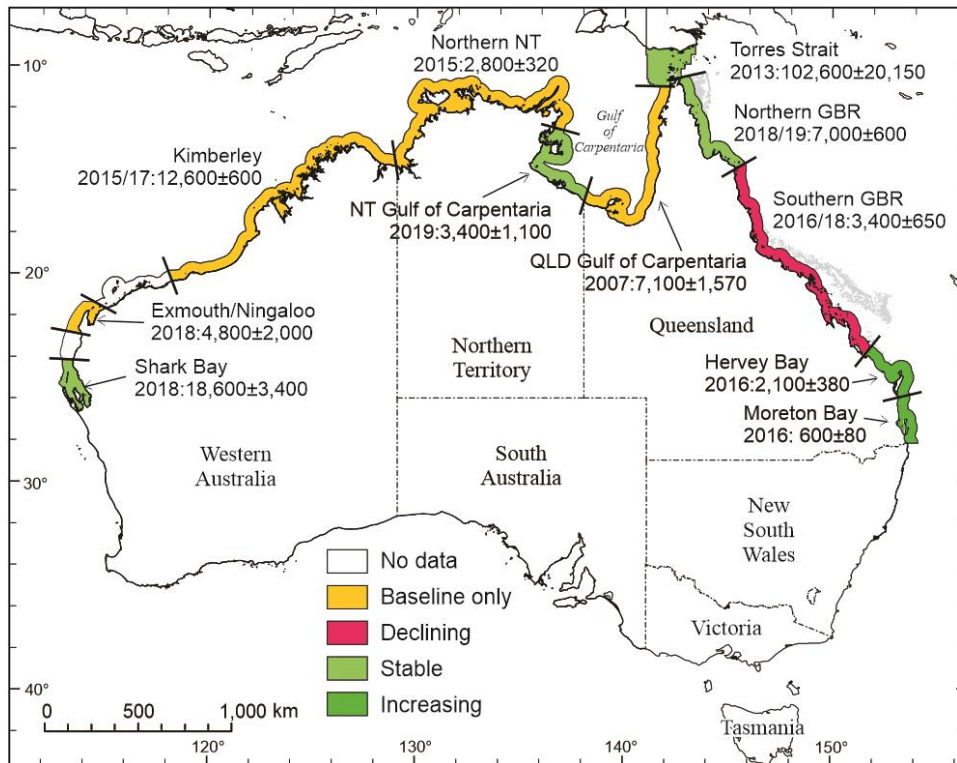 10°
20°
30°
40°
Northern NT
2015:2,800±320
Torres Strait
2013:102,600±20,150
Gulf
of
Carpentaria
Northern GBR
2018/19:7,000±600
Kimberley
2015/17:12,600±600
Southern GBR
2016/18:3,400±650
NT Gulf of Carpentaria
2019:3,400±1,100
QLD Gulf of Carpentaria
2007:7,100±1,570
Exmouth/Ningaloo
2018:4,800±2,000
Queensland
Shark Bay
2018:18,600±3,400
Northern
Territory
Hervey Bay
2016:2,100±380
Moreton Bay
2016: 600±80
Western
Australia
South
Australia
New
South
Wales
Victoria
Tasmania
No data
Baseline only
Declining
Stable
Increasing
0 500 1,000 km
120° 130° 140° 150°